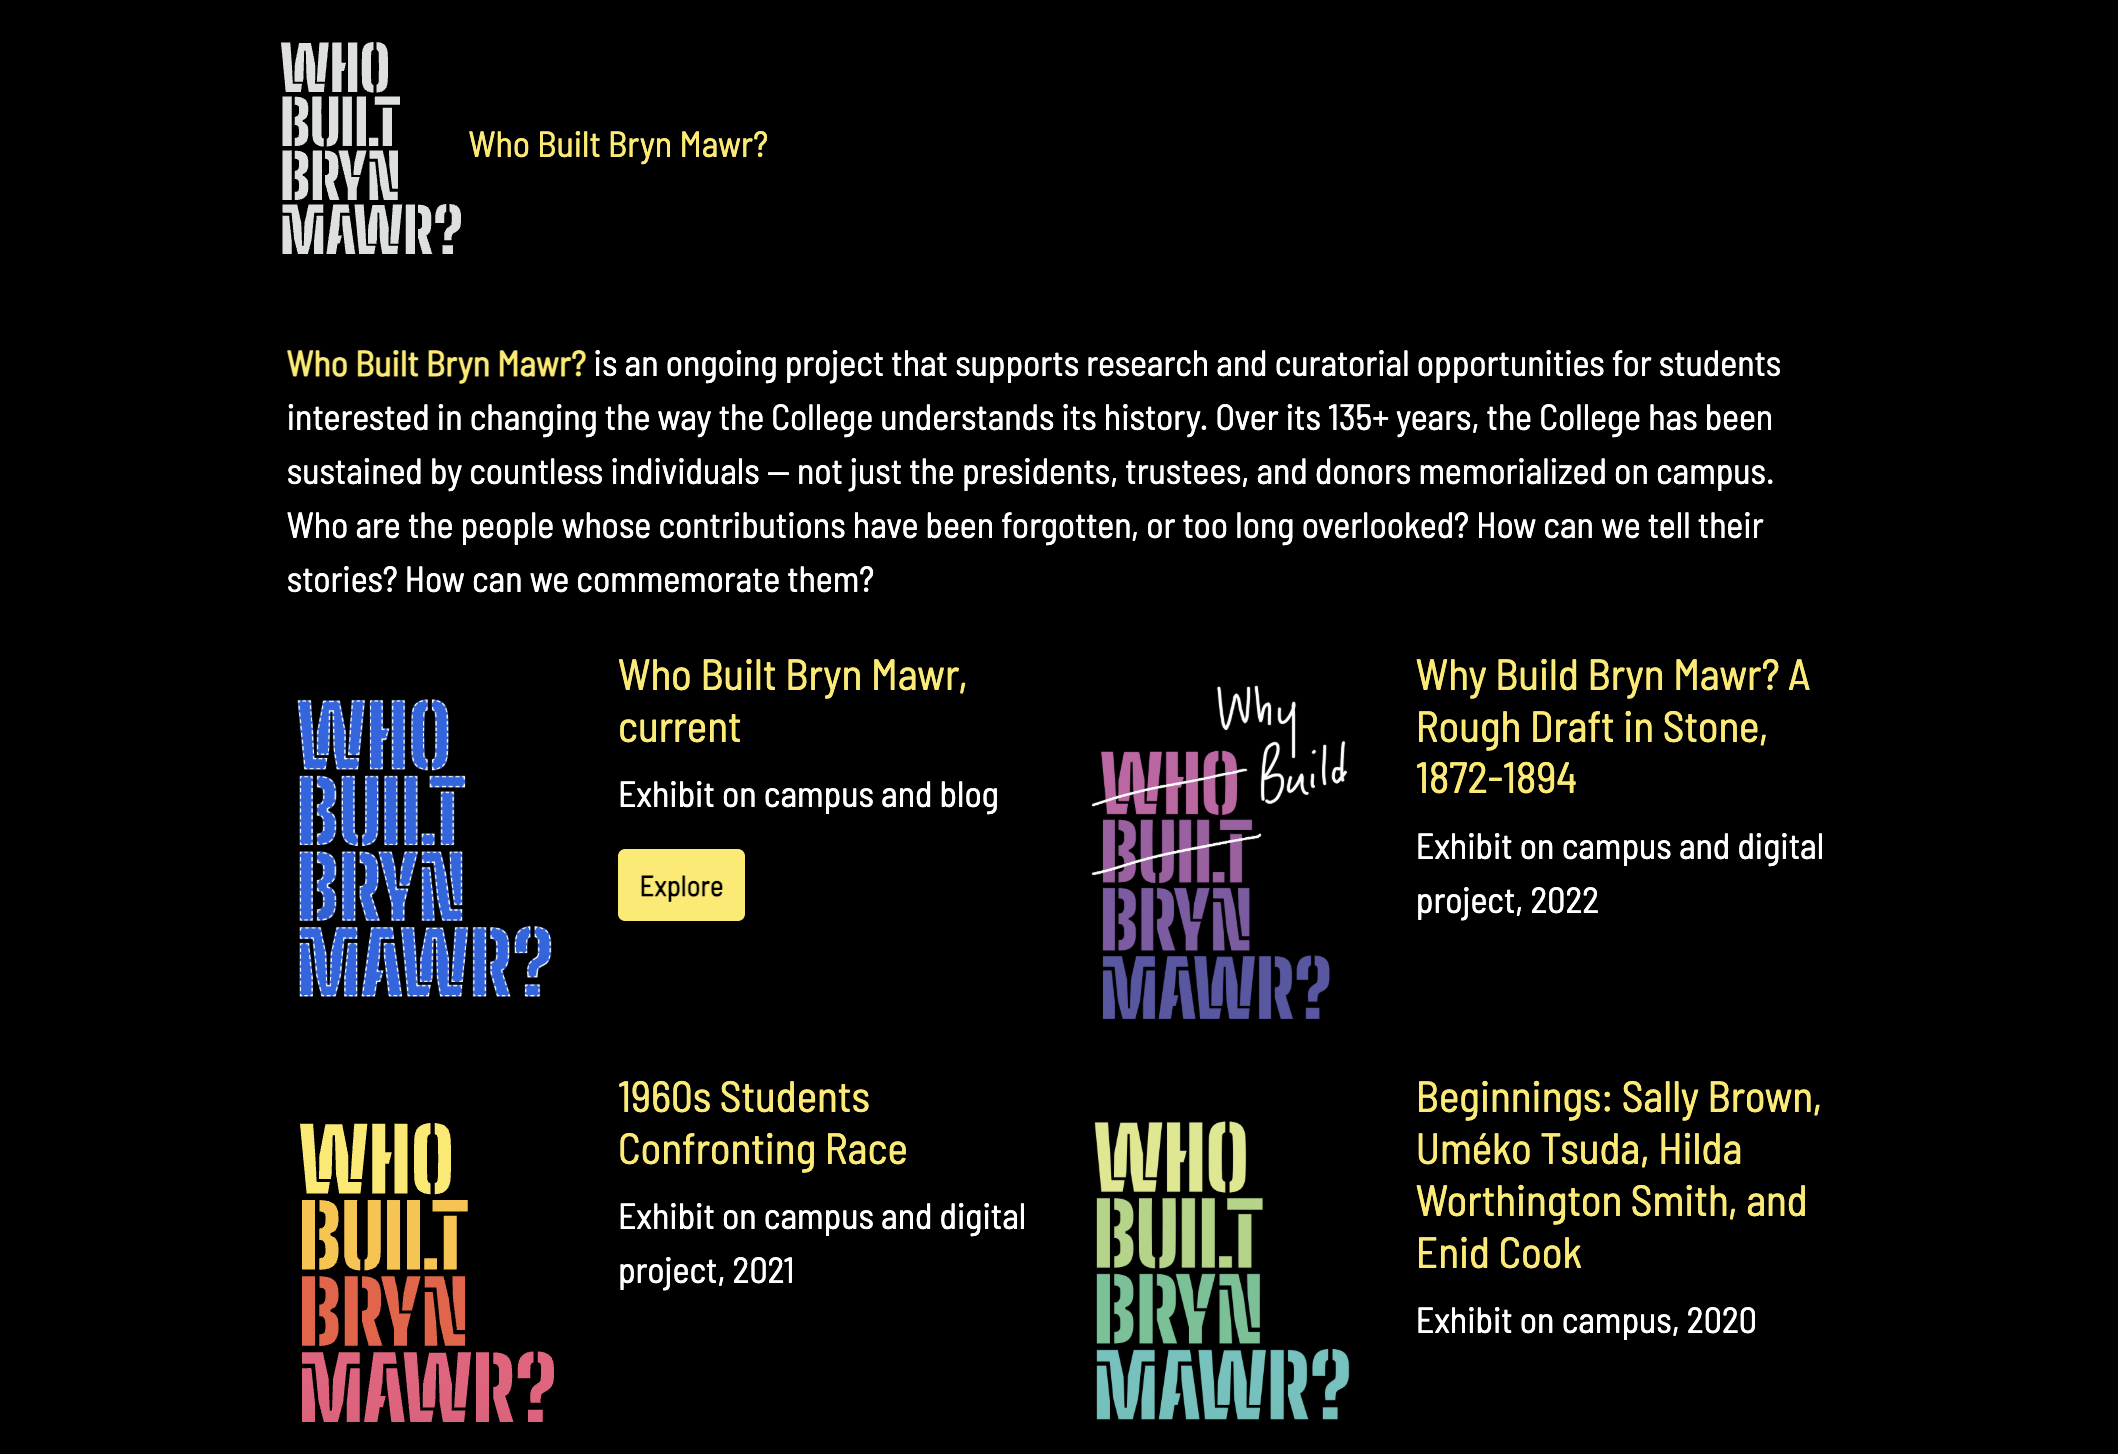 WHO
BUILT
BRYN
MAWR?
Who Built Bryn Mawr?
Who Built Bryn Mawr? is an ongoing project that supports research and curatorial opportunities for students
interested in changing the way the College understands its history. Over its 135+ years, the College has been
sustained by countless individuals — not just the presidents, trustees, and donors memorialized on campus.
Who are the people whose contributions have been forgotten, or too long overlooked? How can we tell their
stories? How can we commemorate them?
WHO
BUILT
BRYN
MAWR?
Who Built Bryn Mawr,
current
Exhibit on campus and blog
Explore
Why
Build
WHO
BUILT
BRYN
MAWR?
Why Build Bryn Mawr? A
Rough Draft in Stone,
1872-1894
Exhibit on campus and digital
project, 2022
WHO
BUILT
BRYN
MAWR?
1960s Students
Confronting Race
Exhibit on campus and digital
project, 2021
WHO
BUILT
BRYN
MAWR?
Beginnings: Sally Brown,
Uméko Tsuda, Hilda
Worthington Smith, and
Enid Cook
Exhibit on campus, 2020